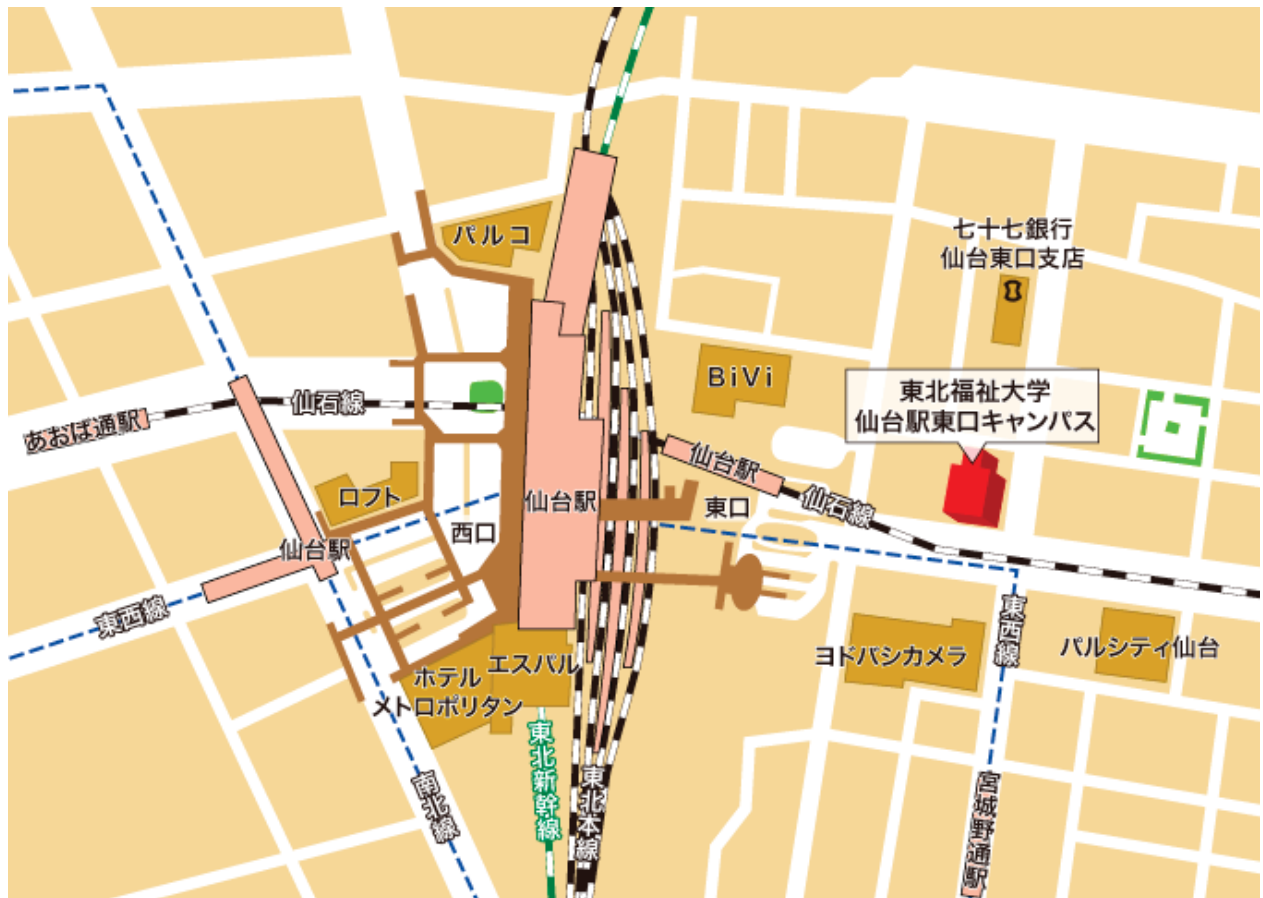 パルコ
七十七銀行
仙台東口支店
BiVi
東北福祉大学
仙台駅東口キャンパス
仙石線
あおば通駅
仙台駅
仙石線
ロフト
仙台駅
東口
西口
仙台駅
東西線
東西線
ヨドバシカメラ
パルシティ仙台
エスパル
ホテル
メトロポリタン
東北新幹線
東北本線
南北線
宮城野通駅